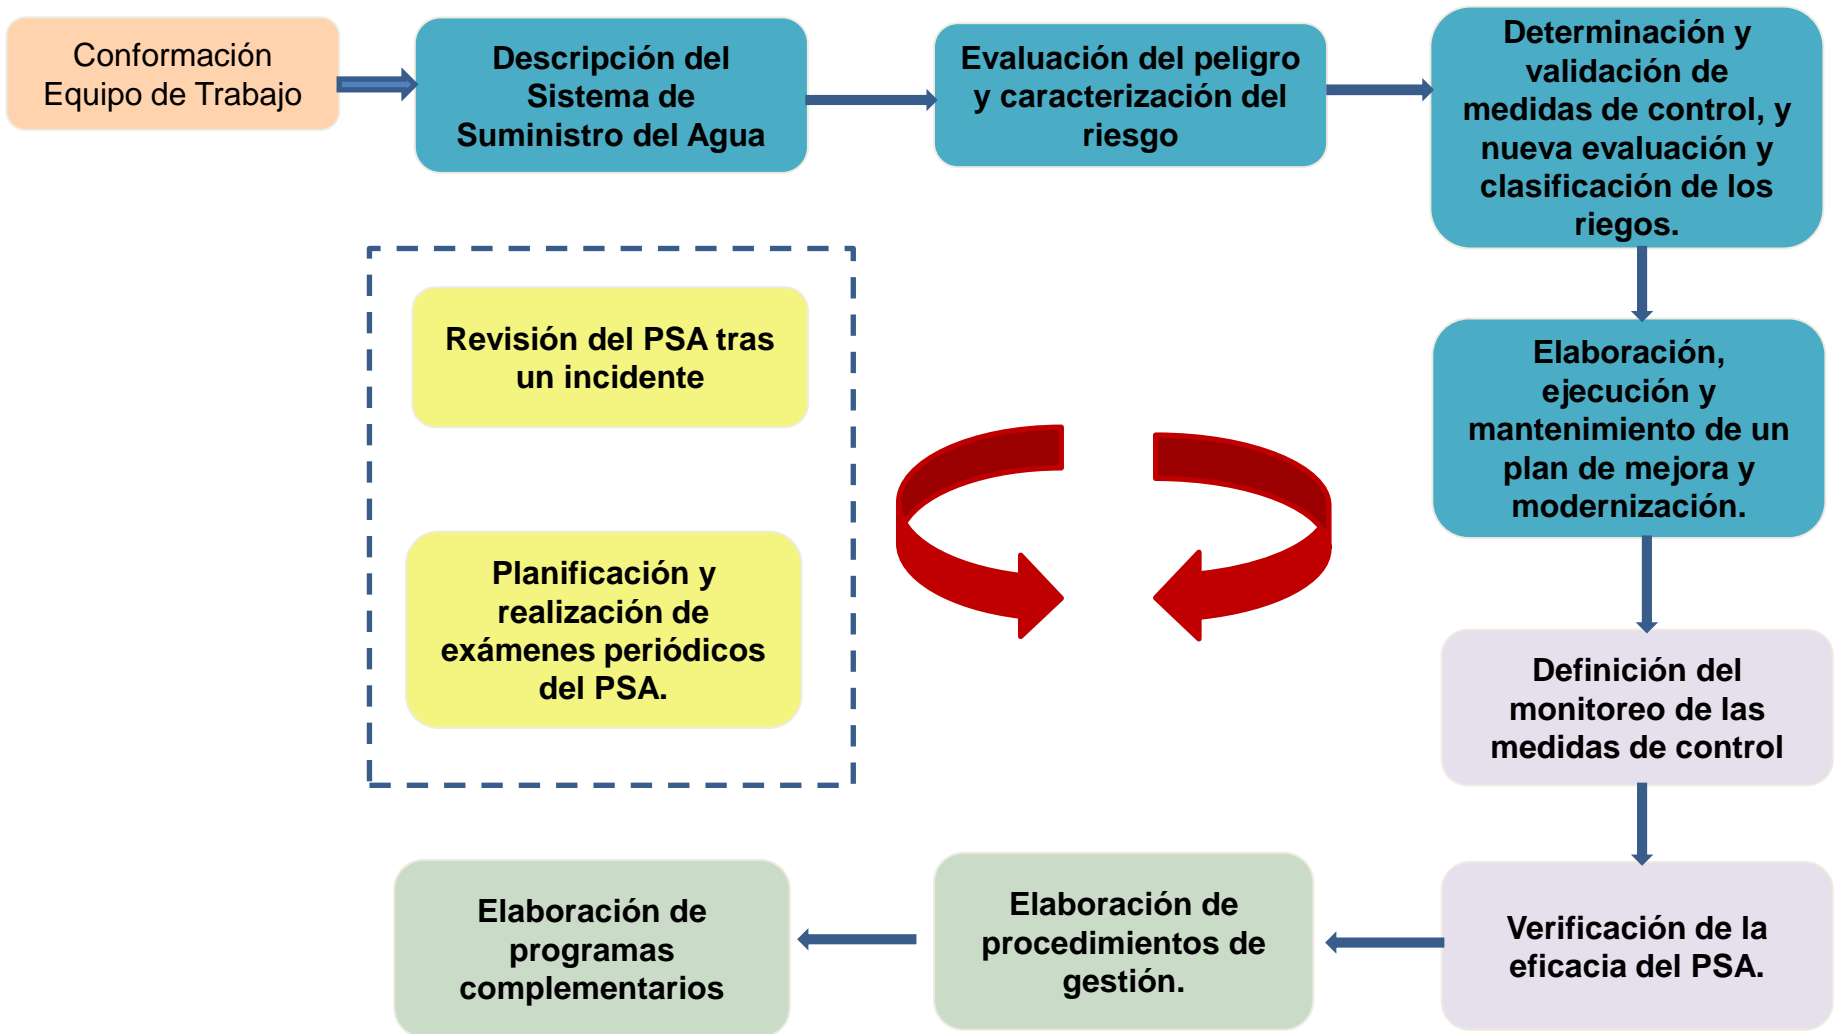 Conformación
Equipo de Trabajo
Descripción del
Sistema de
Suministro del Agua
Evaluación del peligro
y caracterización del
riesgo
Determinación y
validación de
medidas de control, y
nueva evaluación y
clasificación de los
riegos.
Elaboración,
ejecución y
mantenimiento de un
plan de mejora y
modernización.
Definición del
monitoreo de las
medidas de control
Verificación de la
eficacia del PSA.
Elaboración de
procedimientos de
gestión.
Elaboración de
programas
complementarios
Revisión del PSA tras
un incidente
Planificación y
realización de
exámenes periódicos
del PSA.